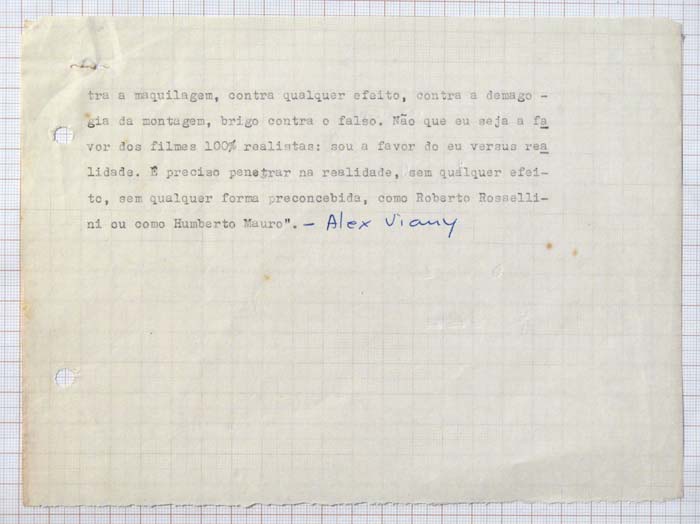 tra a maquilagem, contra qualquer efeito, contra a demago -
gia da montagem, brigo contra o falso. Não que eu seja a fa
vor dos filmes 100% realistas: sou a favor do eu versus rea
lidade. É preciso penetrar na realidade, sem qualquer efei-
to, sem qualquer forma preconcebida, como Roberto Rosselli-
ni ou como Humberto Mauro". - Alex Viany